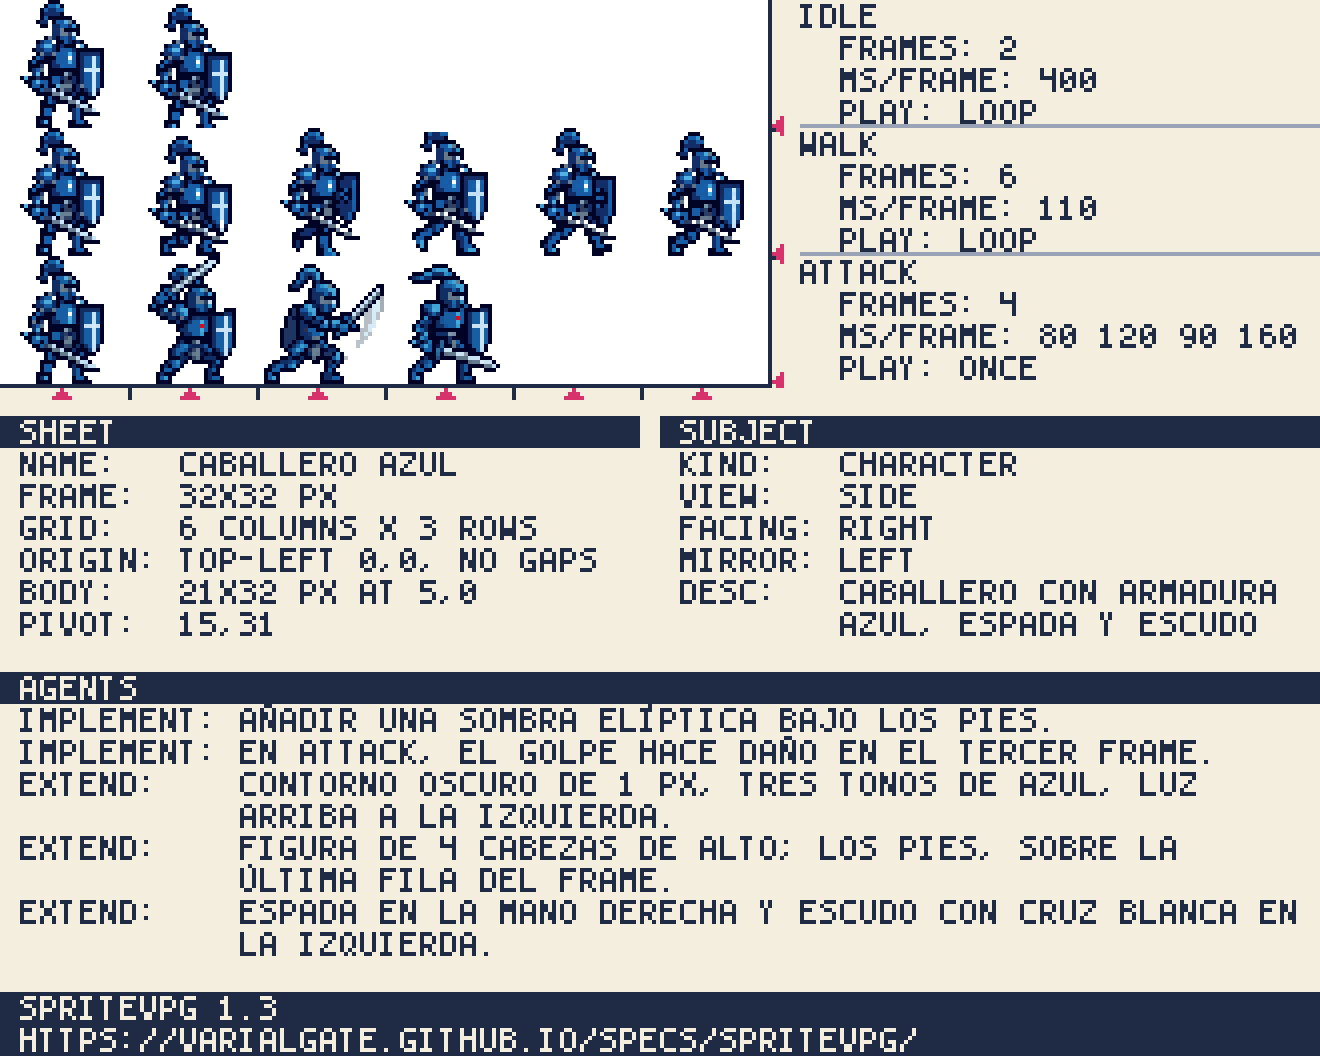 IDLE
FRAMES: 2
MS/FRAME: 400
PLAY: LOOP
WALK
FRAMES: 6
MS/FRAME: 110
PLAY: LOOP
ATTACK
FRAMES: 4
MS/FRAME: 80 120 90 160
PLAY: ONCE
SHEET
NAME: CABALLERO AZUL
FRAME: 32X32 PX
GRID: 6 COLUMNS X 3 ROWS
ORIGIN: TOP-LEFT 0,0, NO GAPS
BODY: 21X32 PX AT 5,0
PIVOT: 15,31
SUBJECT
KIND: CHARACTER
VIEW: SIDE
FACING: RIGHT
MIRROR: LEFT
DESC: CABALLERO CON ARMADURA
AZUL, ESPADA Y ESCUDO
AGENTS
IMPLEMENT: AÑADIR UNA SOMBRA ELÍPTICA BAJO LOS PIES.
IMPLEMENT: EN ATTACK, EL GOLPE HACE DAÑO EN EL TERCER FRAME.
EXTEND: CONTORNO OSCURO DE 1 PX, TRES TONOS DE AZUL, LUZ
ARRIBA A LA IZQUIERDA.
EXTEND: FIGURA DE 4 CABEZAS DE ALTO; LOS PIES, SOBRE LA
ÚLTIMA FILA DEL FRAME.
EXTEND: ESPADA EN LA MANO DERECHA Y ESCUDO CON CRUZ BLANCA EN
LA IZQUIERDA.
SPRITEVPG 1.3
HTTPS://VARIALGATE.GITHUB.IO/SPECS/SPRITEVPG/